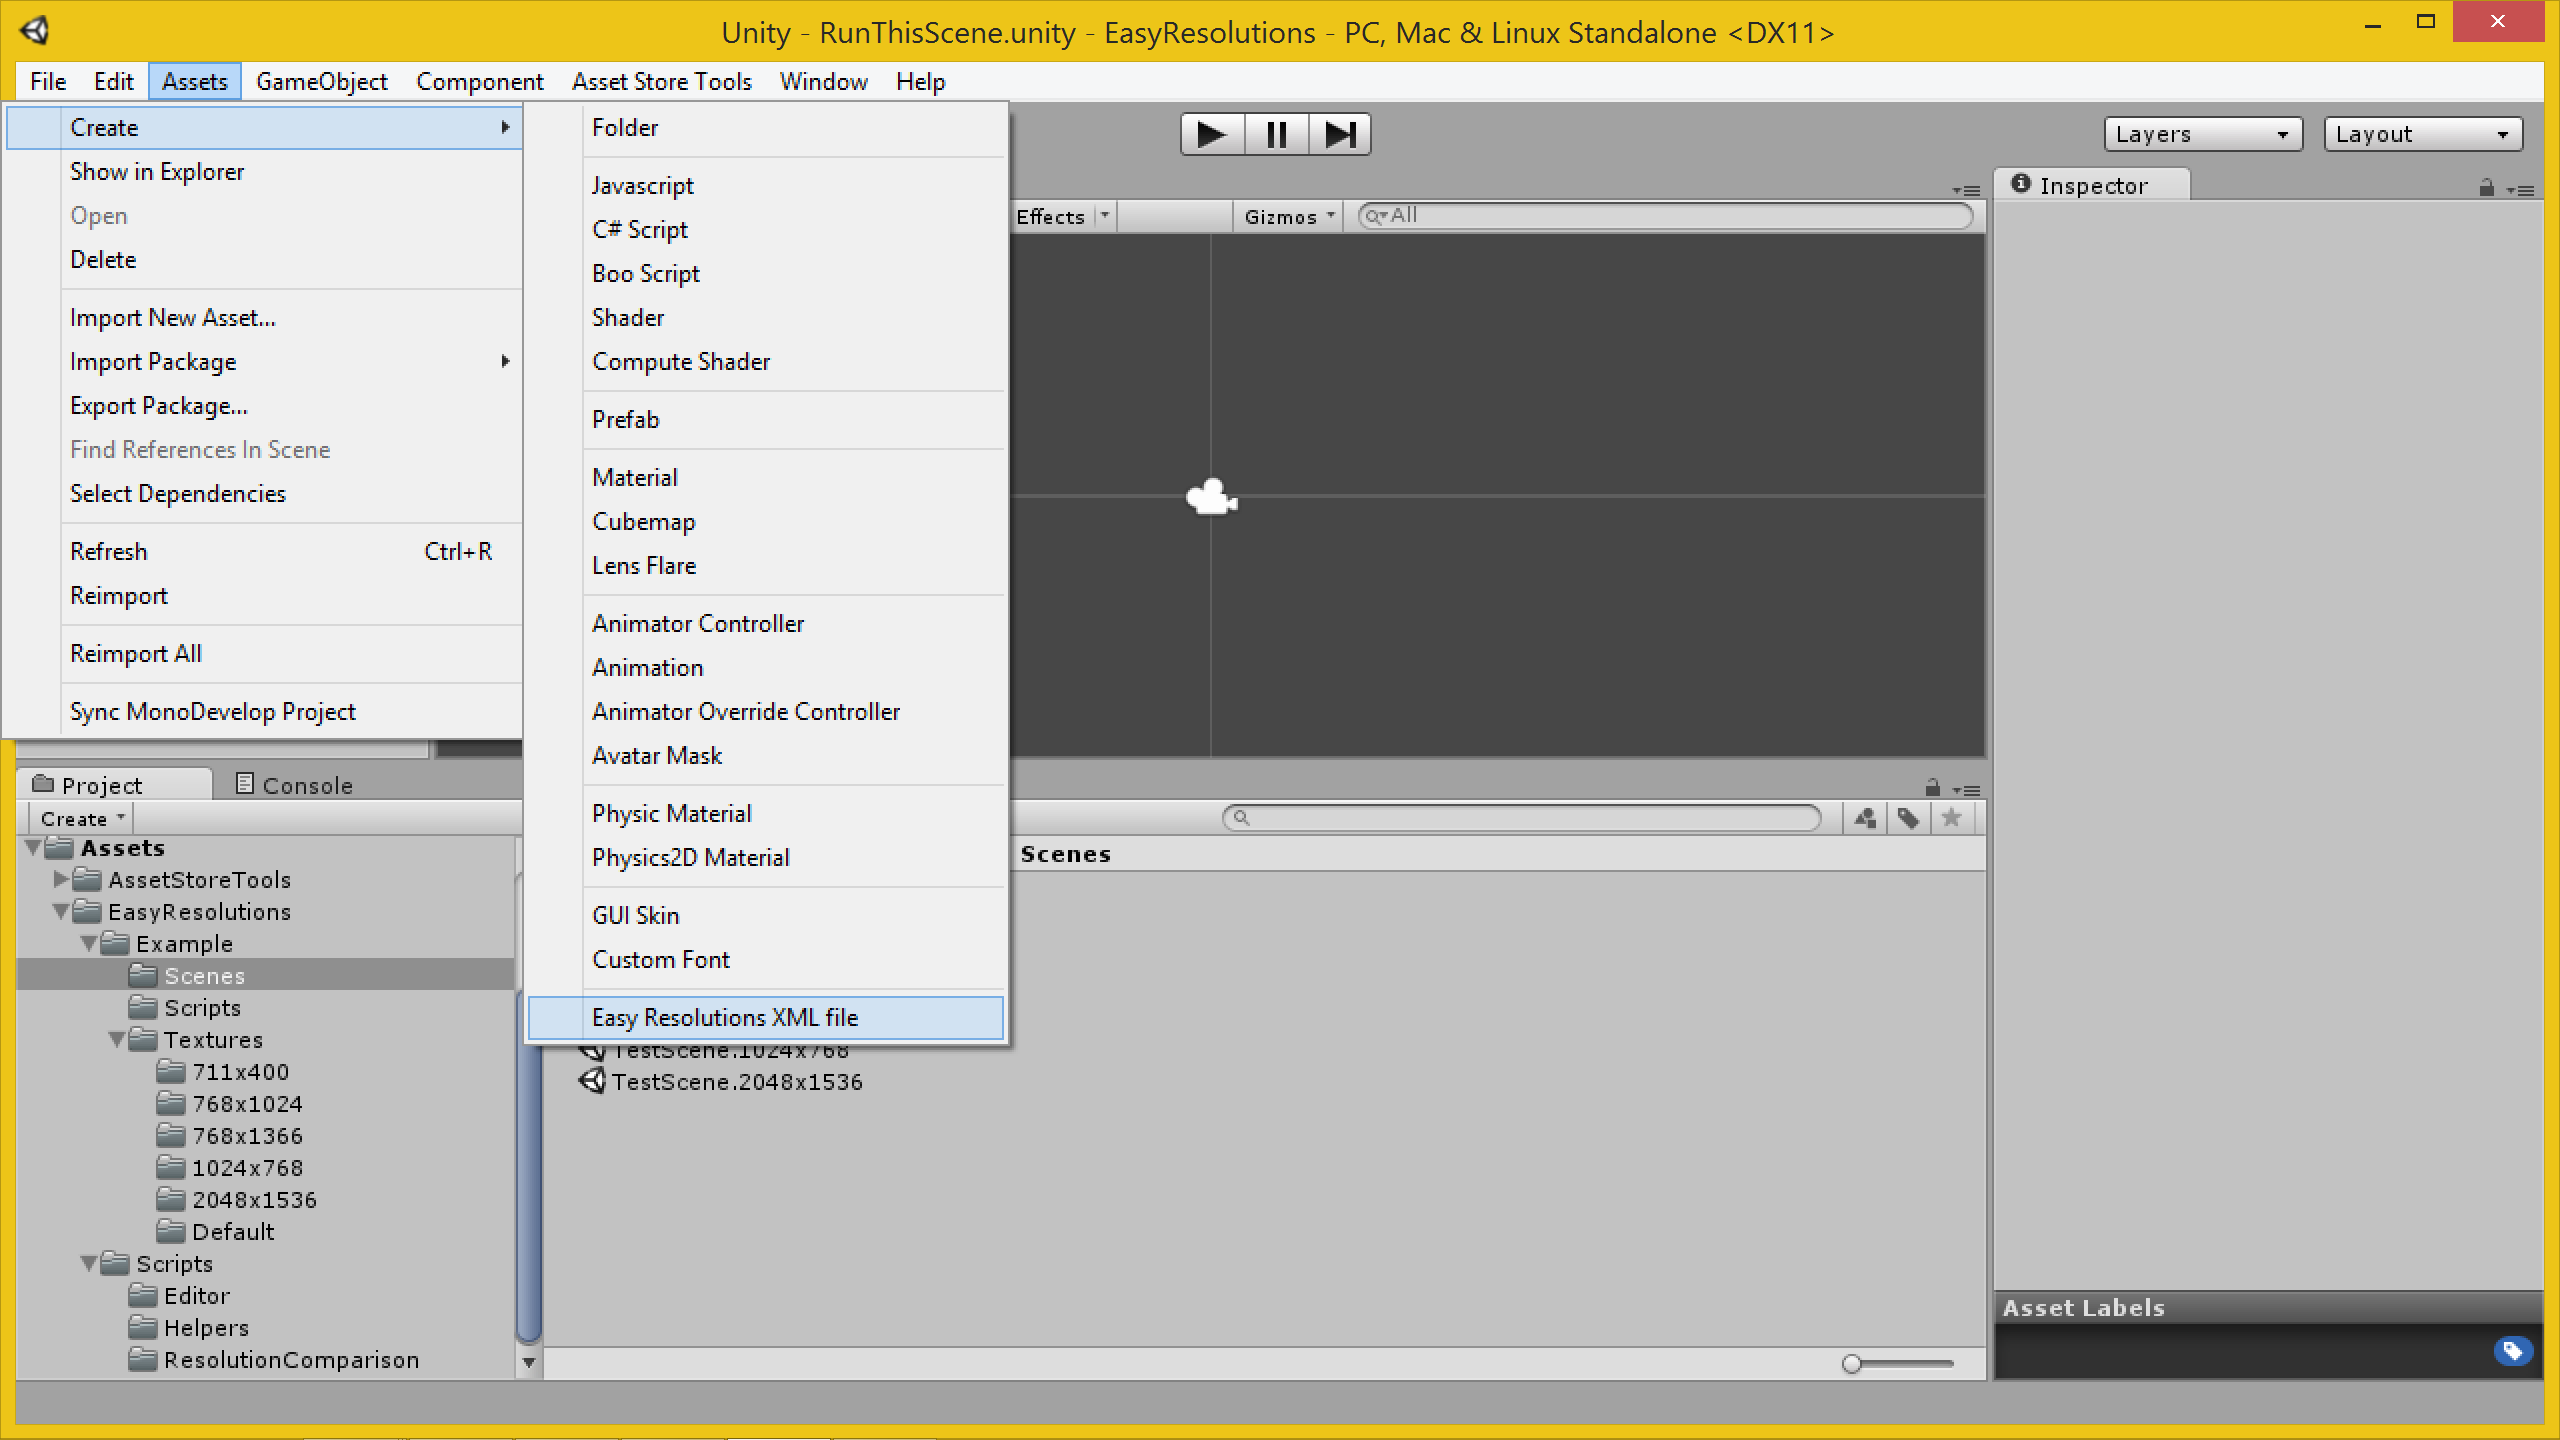 Unity - RunThisScene.unity - EasyResolutions - PC, Mac & Linux Standalone <DX11>
File Edit Assets GameObject Component Asset Store Tools Window Help
Create
Show in Explorer
Open
Delete
Import New Asset...
Import Package
Export Package...
Find References In Scene
Select Dependencies
Refresh Ctrl+R
Reimport
Reimport All
Sync MonoDevelop Project
Folder
Javascript
C# Script
Boo Script
Shader
Compute Shader
Prefab
Material
Cubemap
Lens Flare
Animator Controller
Animation
Animator Override Controller
Avatar Mask
Physic Material
Physics2D Material
GUI Skin
Custom Font
Easy Resolutions XML file
Layers Layout
Effects Gizmos All
Inspector
Project Console
Create
Assets
AssetStoreTools
EasyResolutions
Example
Scenes
Scripts
Textures
711x400
768x1024
768x1366
1024x768
2048x1536
Default
Scripts
Editor
Helpers
ResolutionComparison
Scenes
TestScene.1024x768
TestScene.2048x1536
Asset Labels